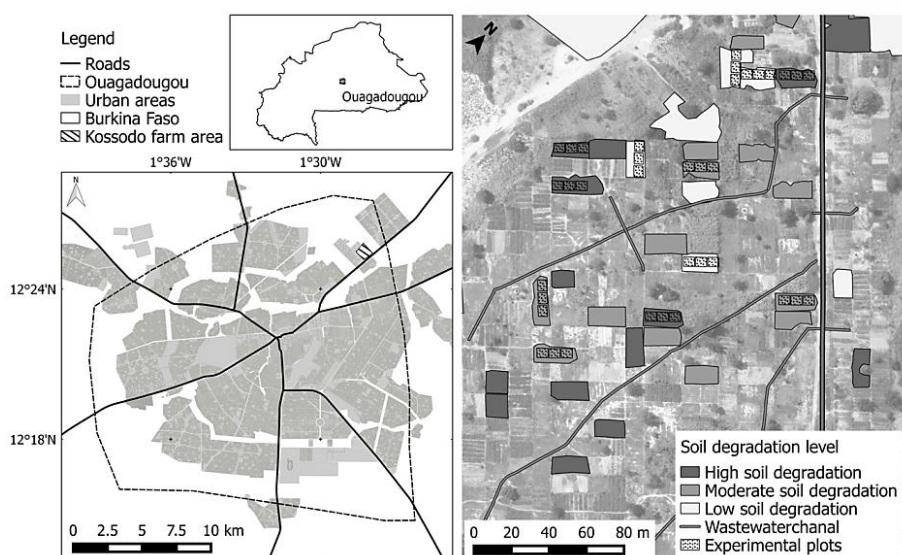 Legend
Roads
Ouagadougou
Urban areas
Burkina Faso
Kossodo farm area
Ouagadougou
1°36'W 1°30'W
N
12°24'N
12°18'N
0 2.5 5 7.5 10 km
N
Soil degradation level
High soil degradation
Moderate soil degradation
Low soil degradation
Wastewaterchanal
Experimental plots
0 20 40 60 80 m